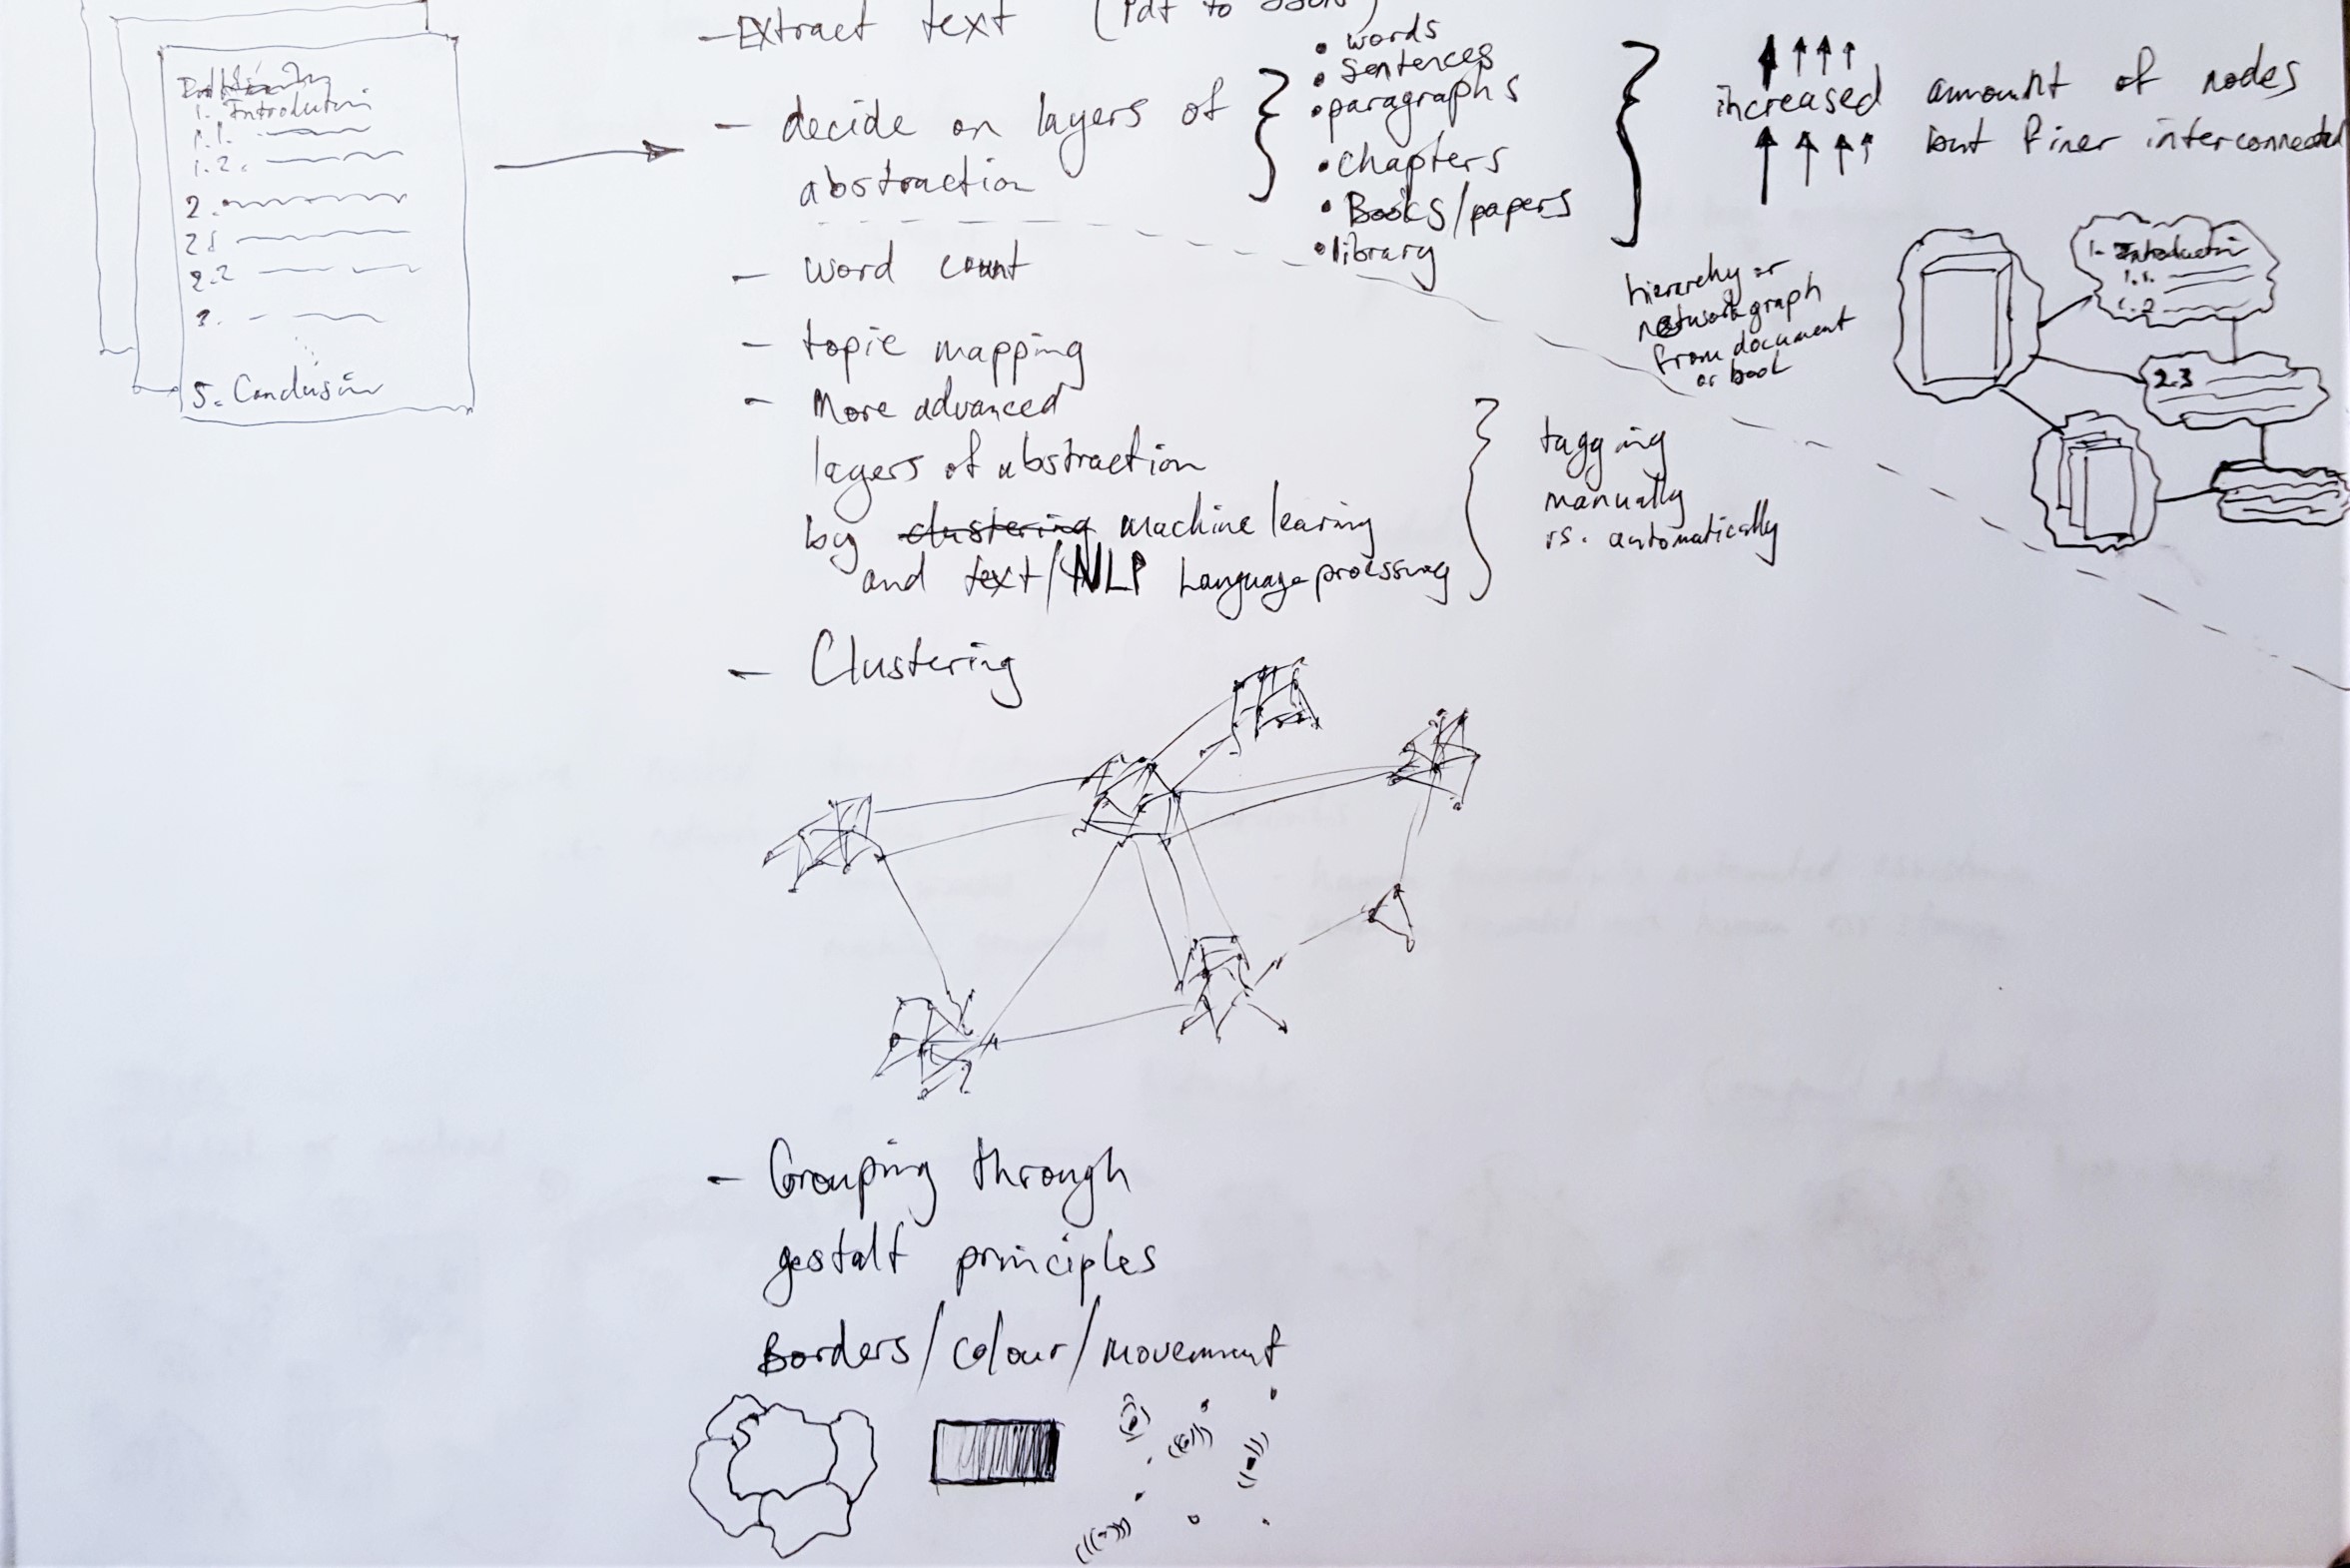 1. Introduction
1.1.
1.2.
2.
2.1
2.2
3.
5. Conclusion
- Extract text (Pdf to JSON)
- decide on layers of
abstraction
• words
• Sentences
• paragraphs
• Chapters
• Books/papers
• library
increased amount of nodes
but finer interconnected
hierarchy or
network graph
from document
or book
1. Introduction
1.1.
1.2
2.3
- word count
- topic mapping
- More advanced
layers of abstraction
by clustering machine learing
and text/NLP Language processing
tagging
manually
vs. automatically
- Clustering
- Grouping through
gestalt principles
Borders/colour/movement